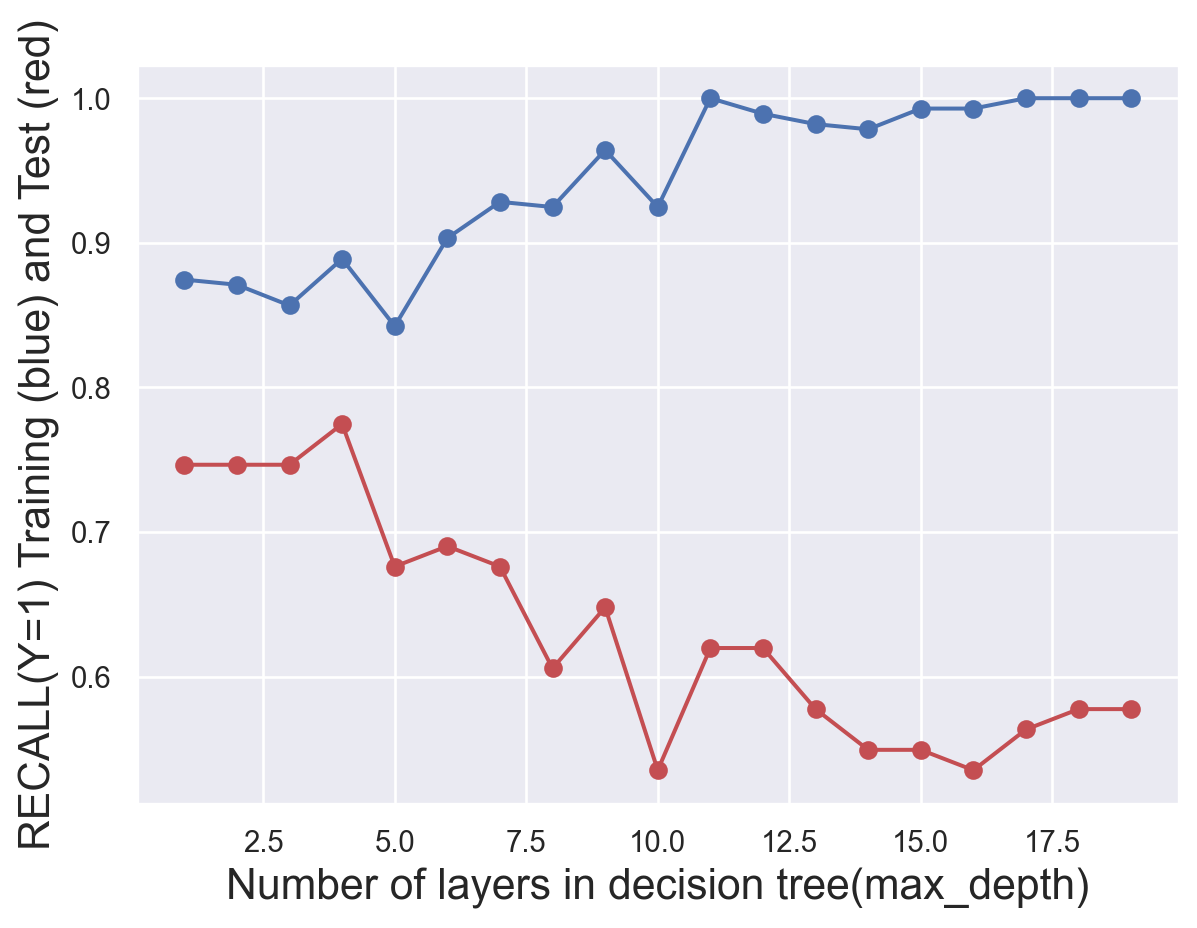 RECALL(Y=1) Training (blue) and Test (red)
1.0
0.9
0.8
0.7
0.6
2.5 5.0 7.5 10.0 12.5 15.0 17.5
Number of layers in decision tree(max_depth)